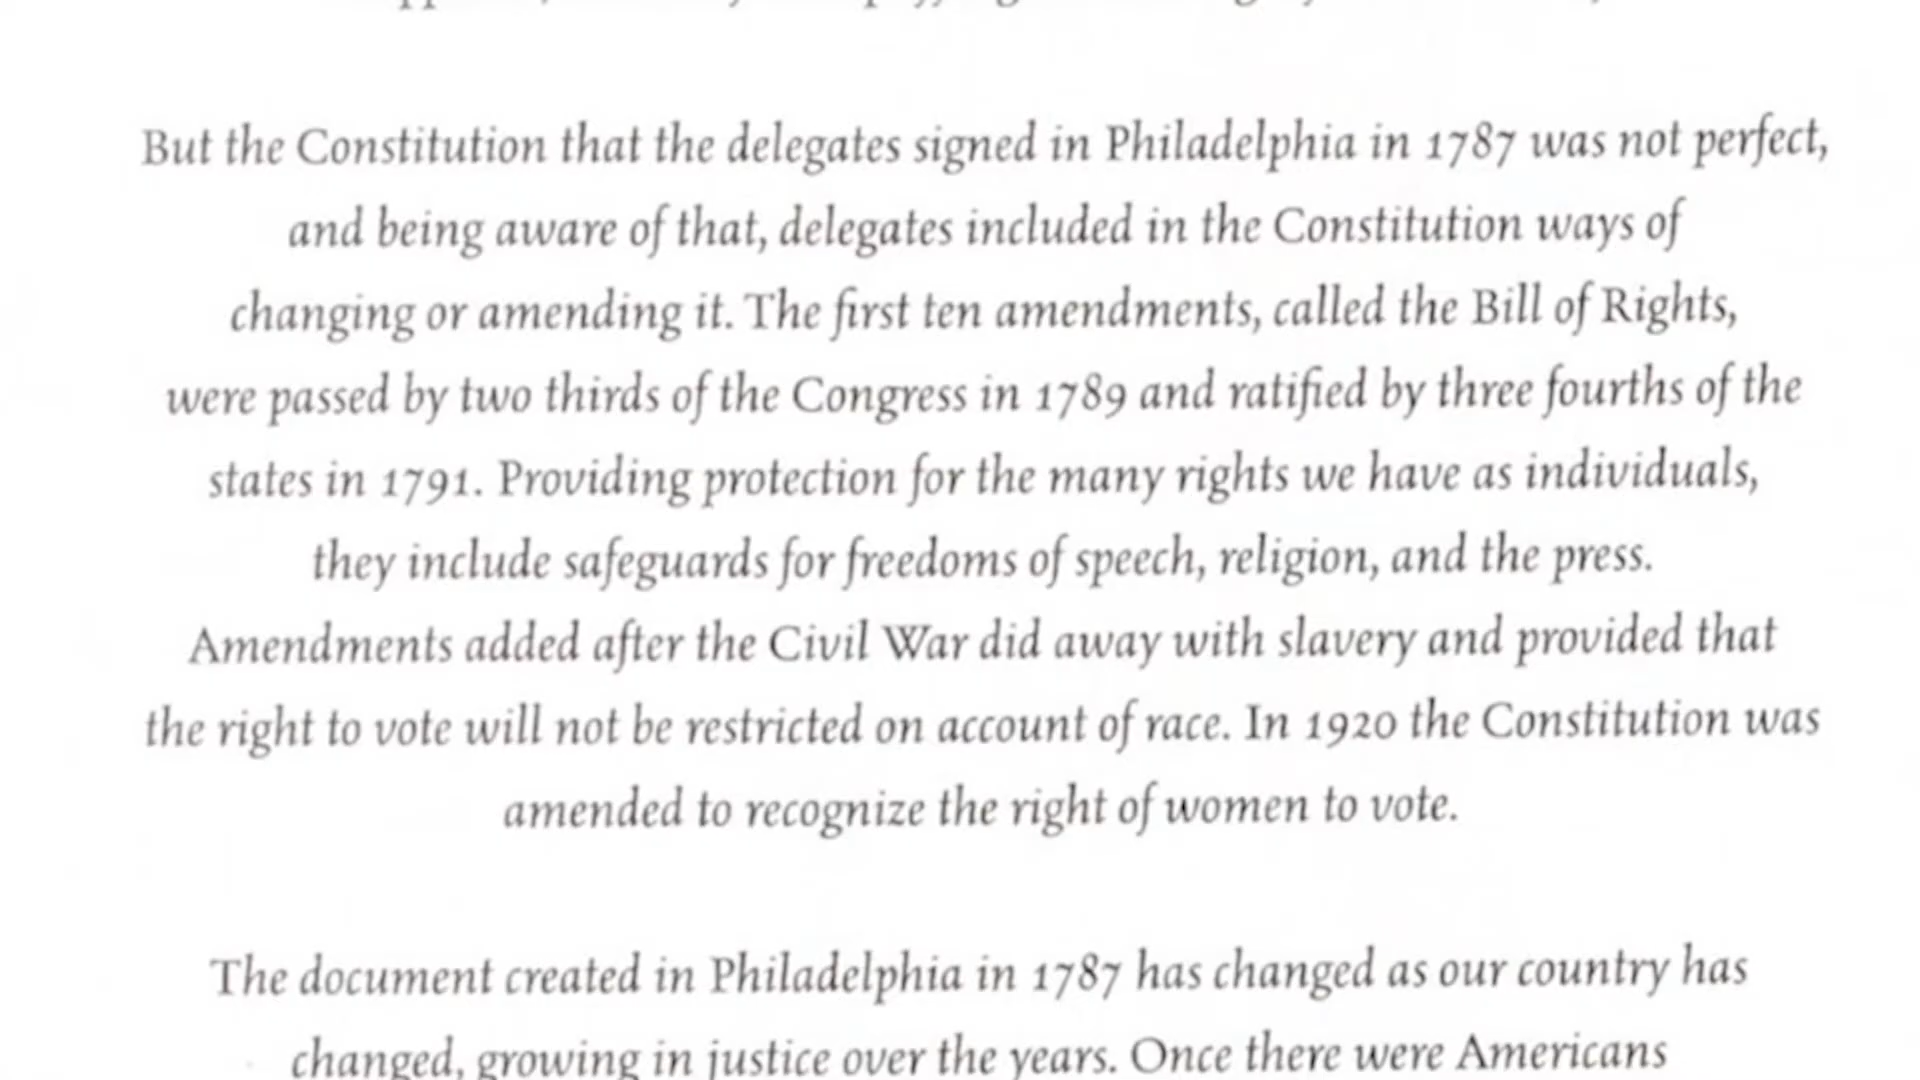 But the Constitution that the delegates signed in Philadelphia in 1787 was not perfect,
and being aware of that, delegates included in the Constitution ways of
changing or amending it. The first ten amendments, called the Bill of Rights,
were passed by two thirds of the Congress in 1789 and ratified by three fourths of the
states in 1791. Providing protection for the many rights we have as individuals,
they include safeguards for freedoms of speech, religion, and the press.
Amendments added after the Civil War did away with slavery and provided that
the right to vote will not be restricted on account of race. In 1920 the Constitution was
amended to recognize the right of women to vote.
The document created in Philadelphia in 1787 has changed as our country has
changed, growing in justice over the years. Once there were Americans